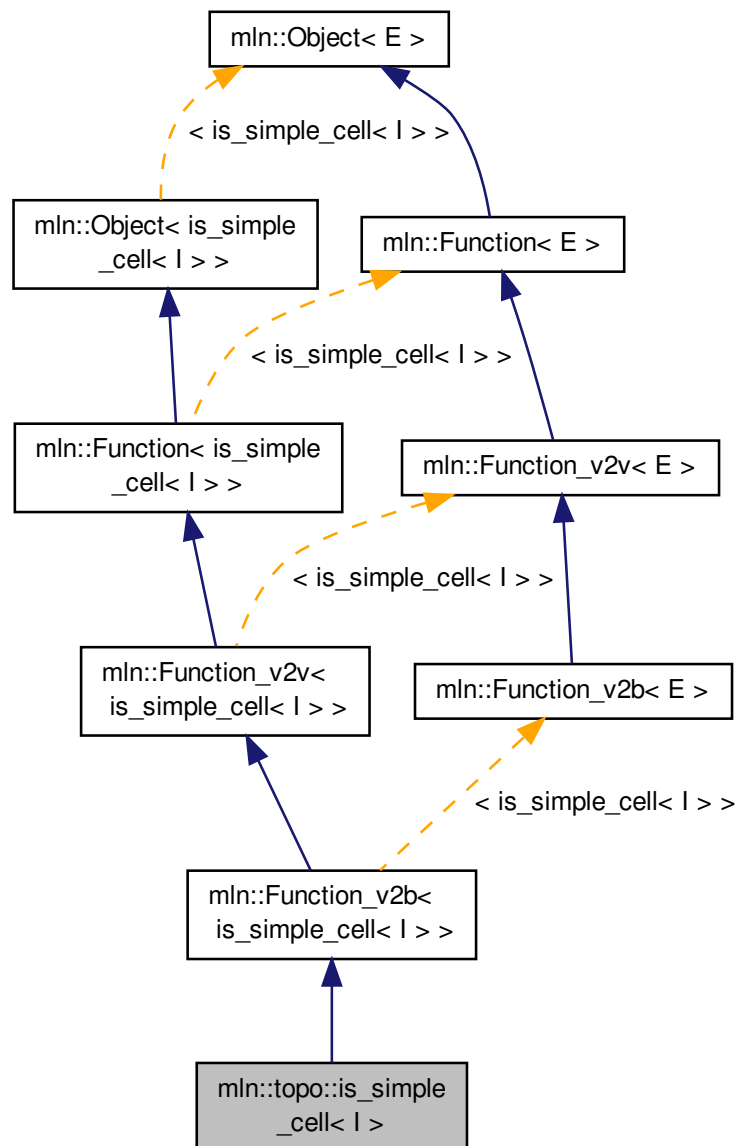 mln::Object< E >
< is_simple_cell< I > >
mln::Object< is_simple
_cell< I > >
mln::Function< E >
< is_simple_cell< I > >
mln::Function< is_simple
_cell< I > >
mln::Function_v2v< E >
< is_simple_cell< I > >
mln::Function_v2v<
is_simple_cell< I > >
mln::Function_v2b< E >
< is_simple_cell< I > >
mln::Function_v2b<
is_simple_cell< I > >
mln::topo::is_simple
_cell< I >